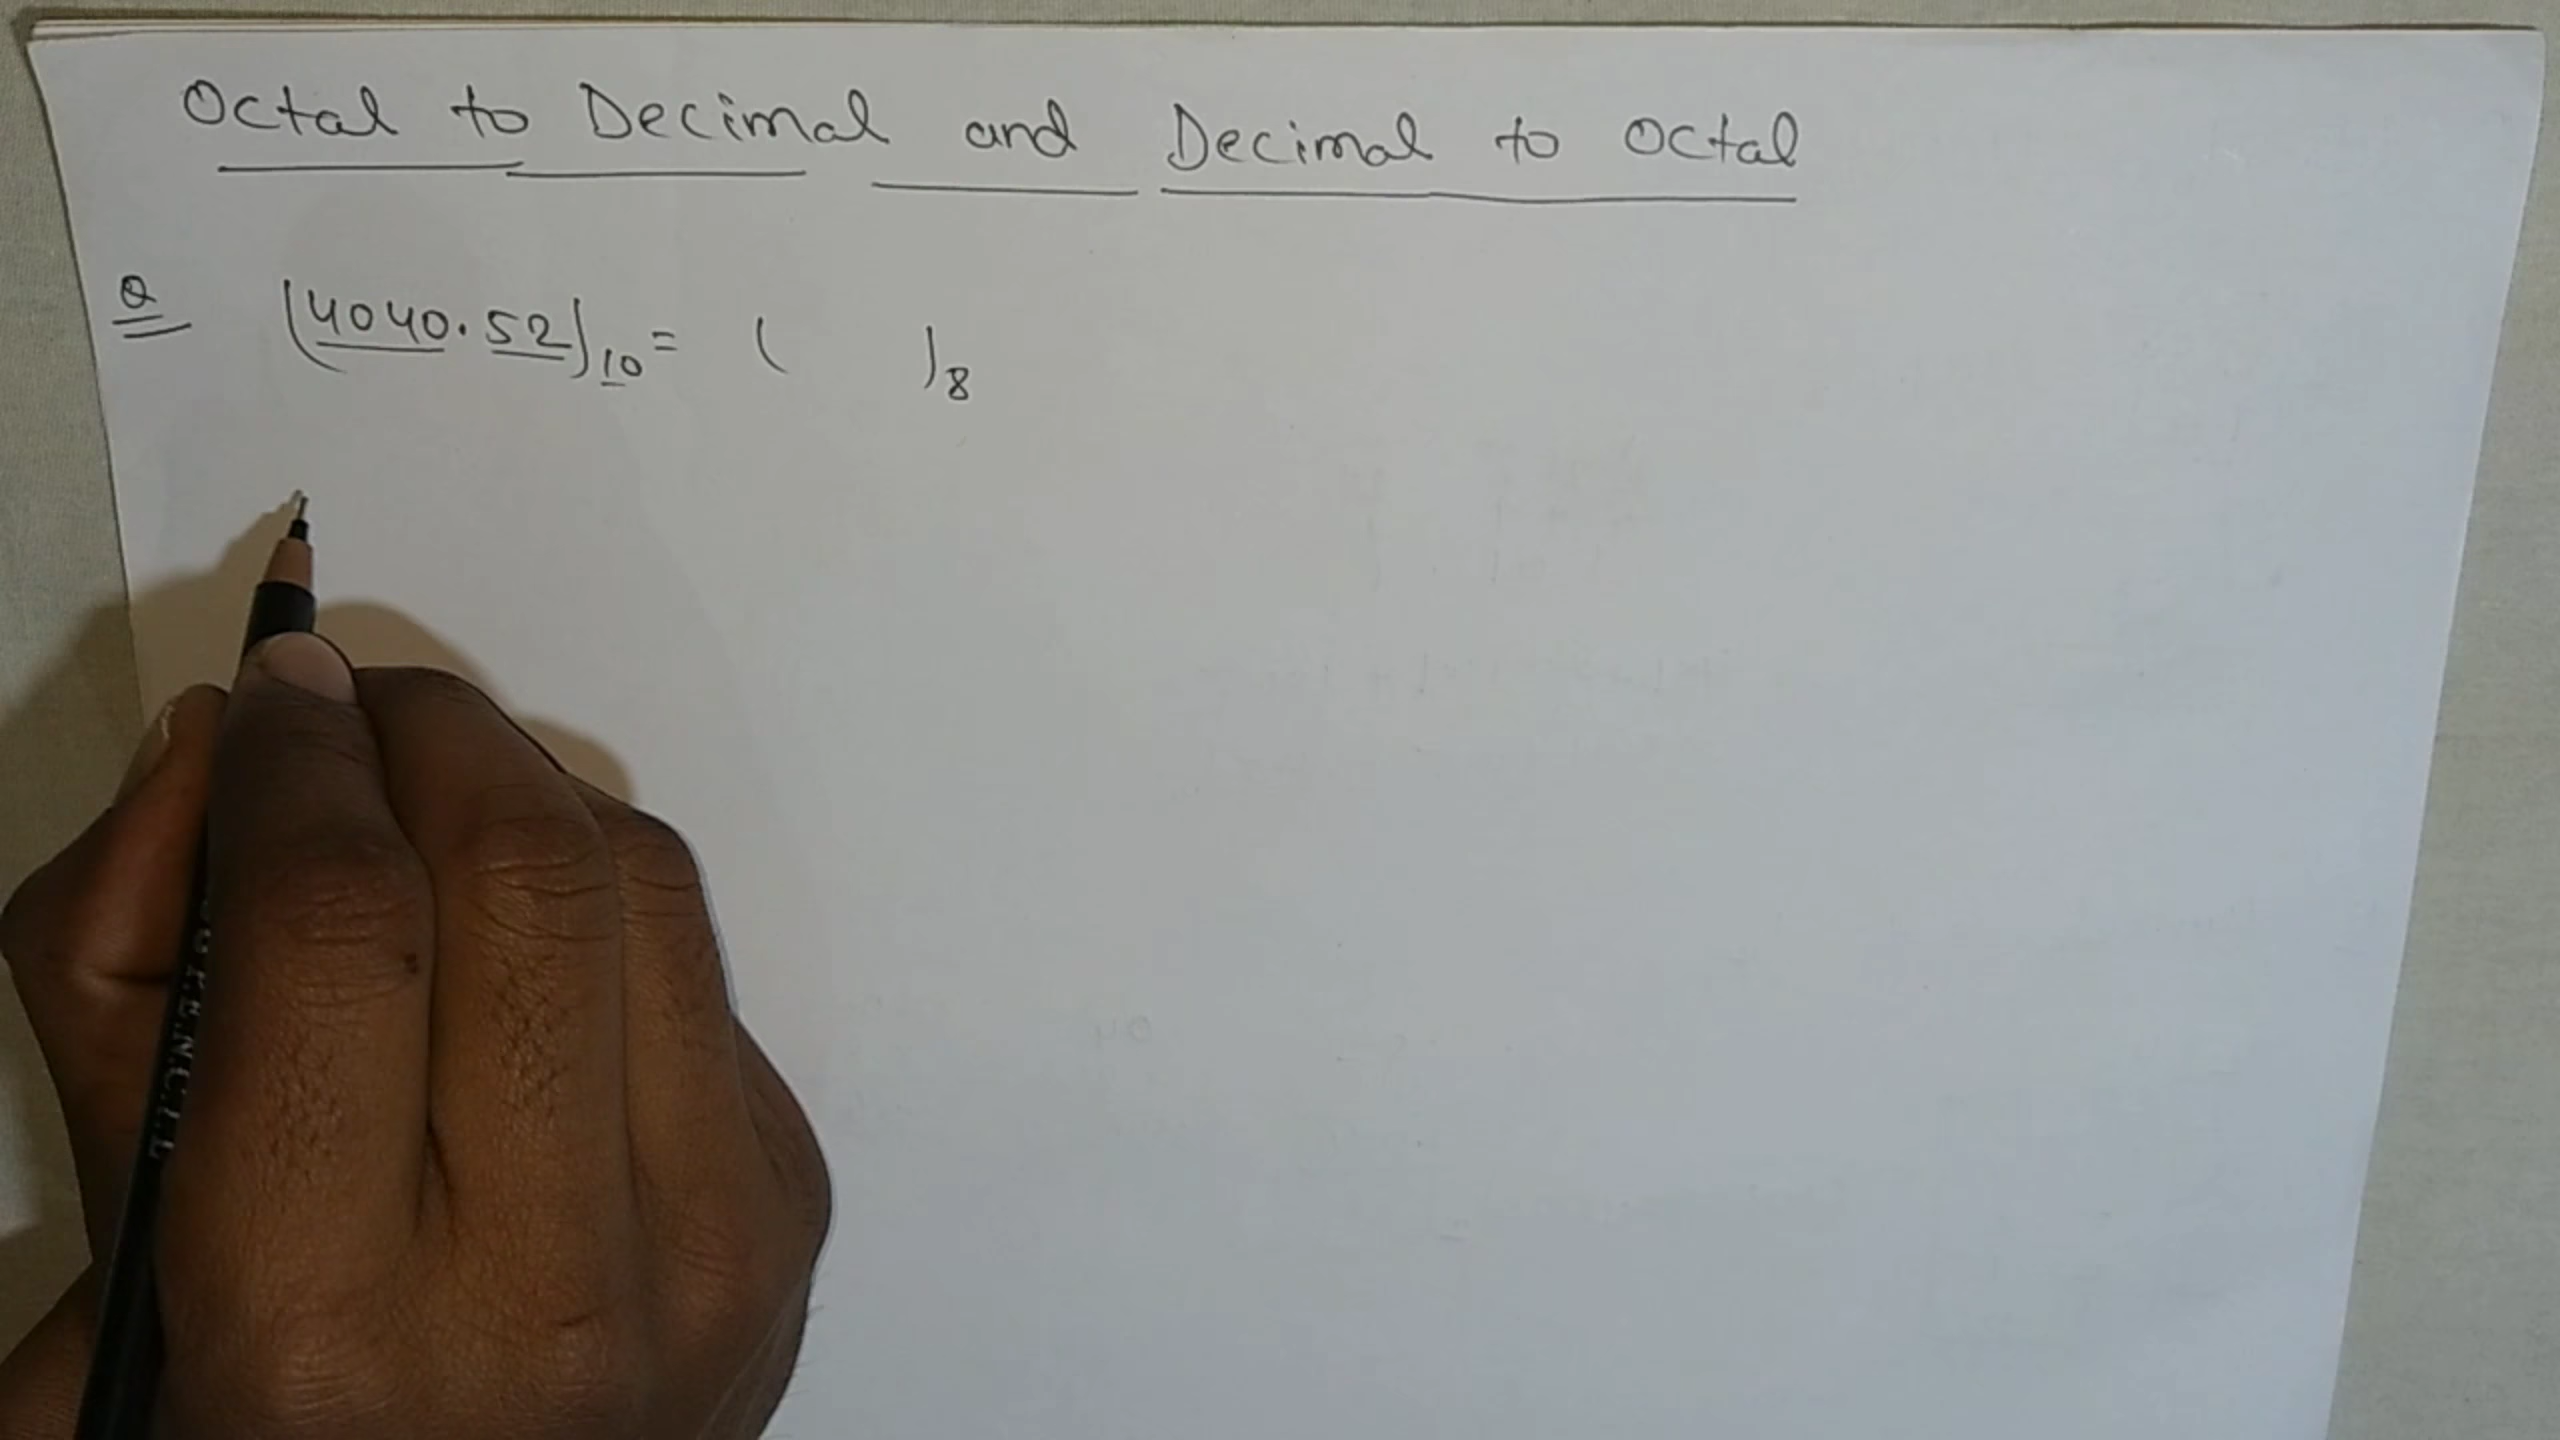 Octal to Decimal and Decimal to Octal
Q (4040.52)10 = ( )8